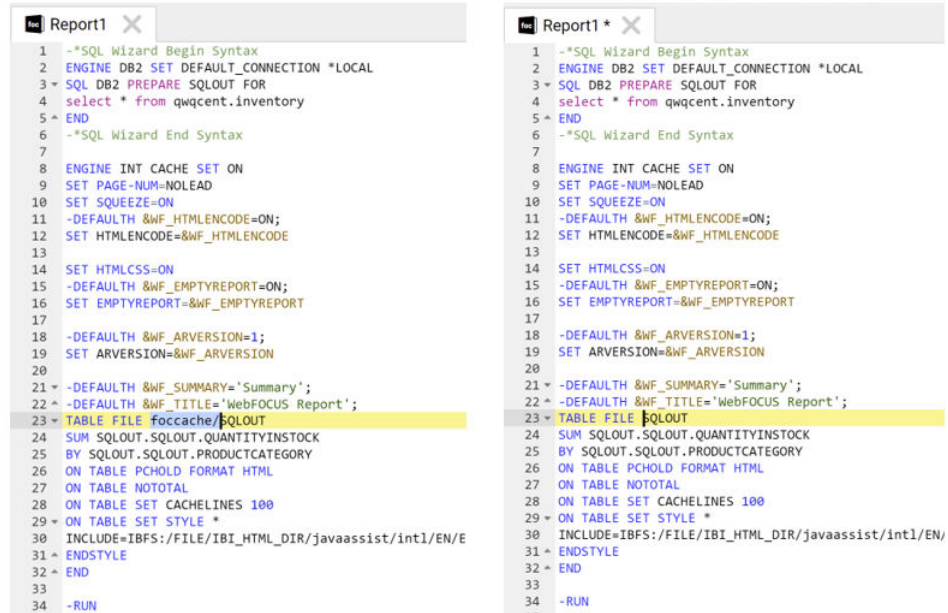 foc Report1
1 -*SQL Wizard Begin Syntax
2 ENGINE DB2 SET DEFAULT_CONNECTION *LOCAL
3 SQL DB2 PREPARE SQLOUT FOR
4 select * from qwqcent.inventory
5 END
6 -*SQL Wizard End Syntax
7
8 ENGINE INT CACHE SET ON
9 SET PAGE-NUM=NOLEAD
10 SET SQUEEZE=ON
11 -DEFAULTH &WF_HTMLENCODE=ON;
12 SET HTMLENCODE=&WF_HTMLENCODE
13
14 SET HTMLCSS=ON
15 -DEFAULTH &WF_EMPTYREPORT=ON;
16 SET EMPTYREPORT=&WF_EMPTYREPORT
17
18 -DEFAULTH &WF_ARVERSION=1;
19 SET ARVERSION=&WF_ARVERSION
20
21 -DEFAULTH &WF_SUMMARY='Summary';
22 -DEFAULTH &WF_TITLE='WebFOCUS Report';
23 TABLE FILE foccache/SQLOUT
24 SUM SQLOUT.SQLOUT.QUANTITYINSTOCK
25 BY SQLOUT.SQLOUT.PRODUCTCATEGORY
26 ON TABLE PCHOLD FORMAT HTML
27 ON TABLE NOTOTAL
28 ON TABLE SET CACHELINES 100
29 ON TABLE SET STYLE *
30 INCLUDE=IBFS:/FILE/IBI_HTML_DIR/javaassist/intl/EN/E
31 ENDSTYLE
32 END
33
34 -RUN
foc Report1 *
1 -*SQL Wizard Begin Syntax
2 ENGINE DB2 SET DEFAULT_CONNECTION *LOCAL
3 SQL DB2 PREPARE SQLOUT FOR
4 select * from qwqcent.inventory
5 END
6 -*SQL Wizard End Syntax
7
8 ENGINE INT CACHE SET ON
9 SET PAGE-NUM=NOLEAD
10 SET SQUEEZE=ON
11 -DEFAULTH &WF_HTMLENCODE=ON;
12 SET HTMLENCODE=&WF_HTMLENCODE
13
14 SET HTMLCSS=ON
15 -DEFAULTH &WF_EMPTYREPORT=ON;
16 SET EMPTYREPORT=&WF_EMPTYREPORT
17
18 -DEFAULTH &WF_ARVERSION=1;
19 SET ARVERSION=&WF_ARVERSION
20
21 -DEFAULTH &WF_SUMMARY='Summary';
22 -DEFAULTH &WF_TITLE='WebFOCUS Report';
23 TABLE FILE SQLOUT
24 SUM SQLOUT.SQLOUT.QUANTITYINSTOCK
25 BY SQLOUT.SQLOUT.PRODUCTCATEGORY
26 ON TABLE PCHOLD FORMAT HTML
27 ON TABLE NOTOTAL
28 ON TABLE SET CACHELINES 100
29 ON TABLE SET STYLE *
30 INCLUDE=IBFS:/FILE/IBI_HTML_DIR/javaassist/intl/EN/
31 ENDSTYLE
32 END
33
34 -RUN